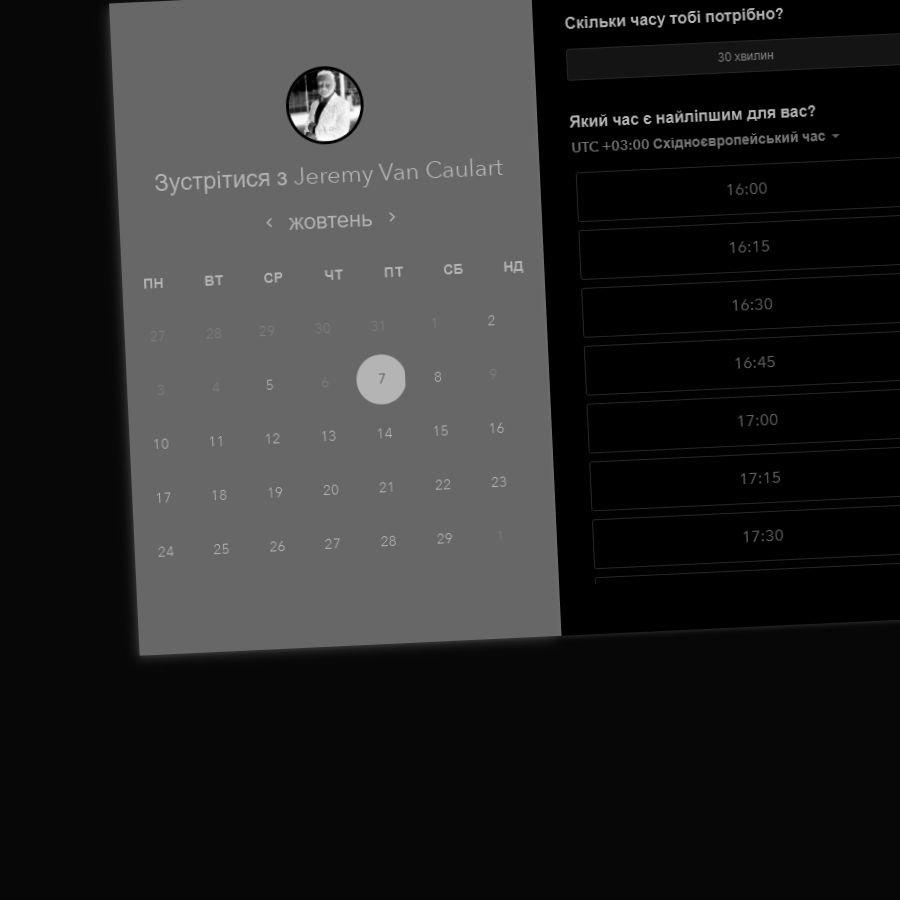 Зустрітися з Jeremy Van Caulart
‹ жовтень ›
ПН ВТ СР ЧТ ПТ СБ НД
27 28 29 30 31 1 2
3 4 5 6 7 8 9
10 11 12 13 14 15 16
17 18 19 20 21 22 23
24 25 26 27 28 29 1
Скільки часу тобі потрібно?
30 хвилин
Який час є найліпшим для вас?
UTC +03:00 Східноєвропейський час
16:00
16:15
16:30
16:45
17:00
17:15
17:30